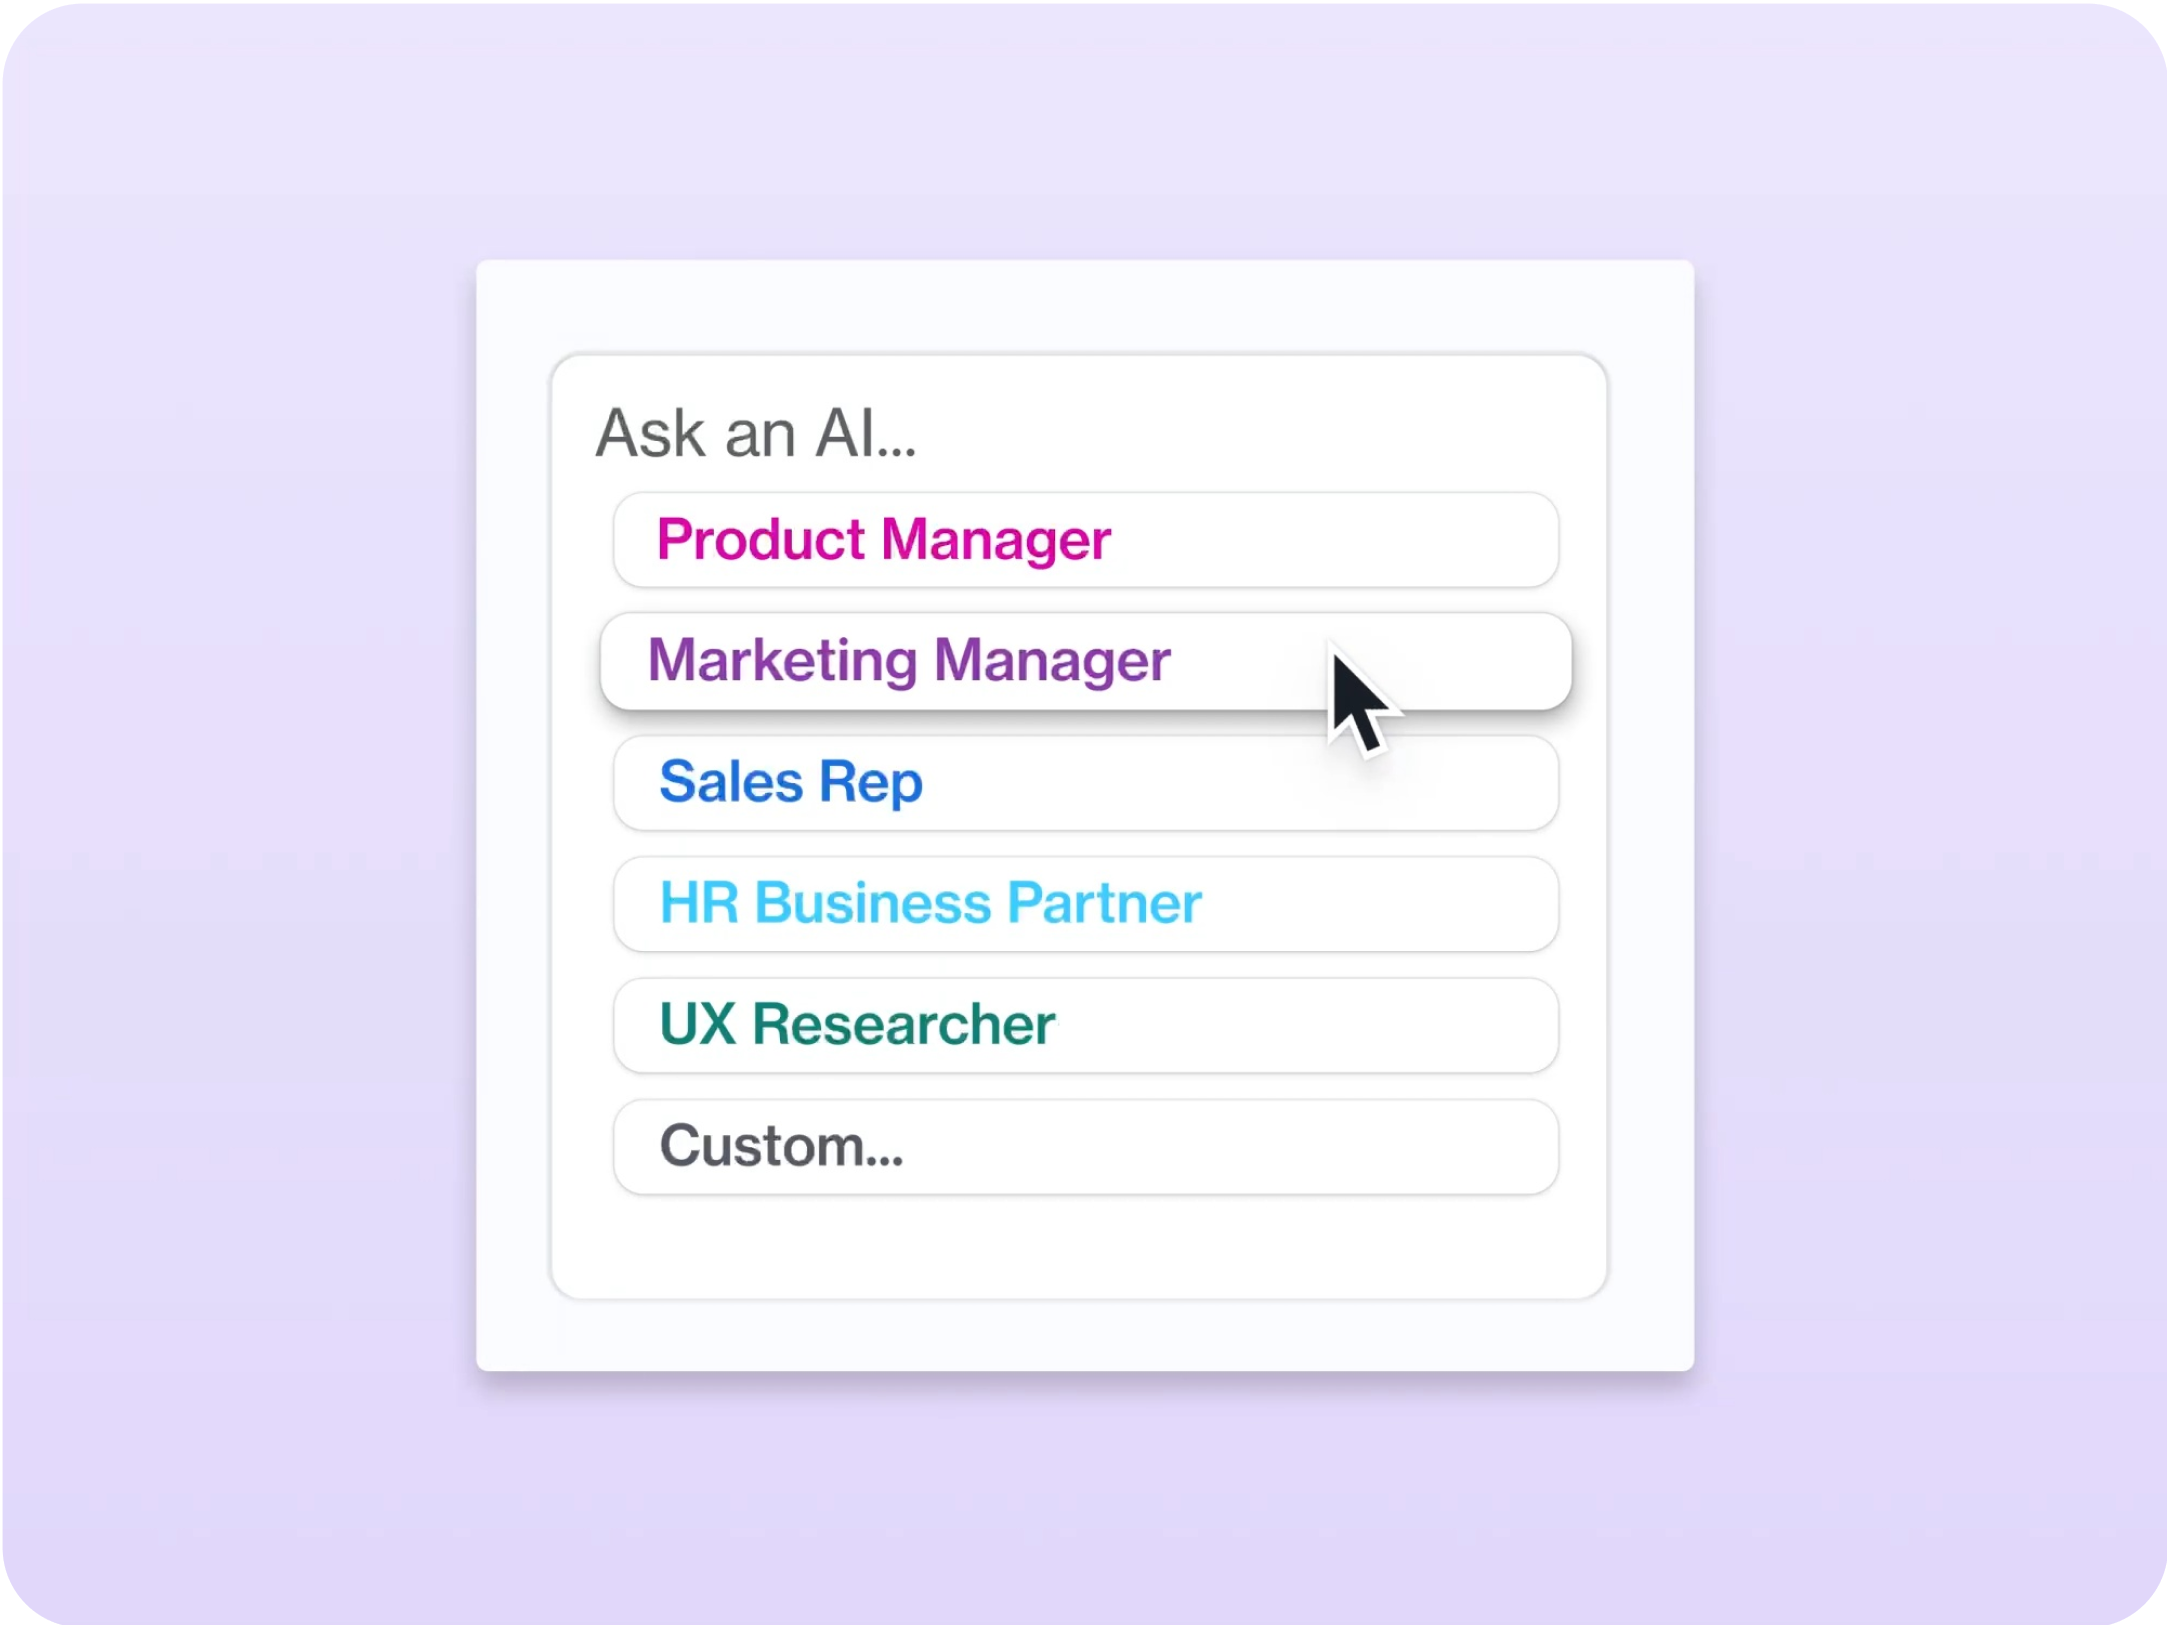 Ask an AI...
Product Manager
Marketing Manager
Sales Rep
HR Business Partner
UX Researcher
Custom...